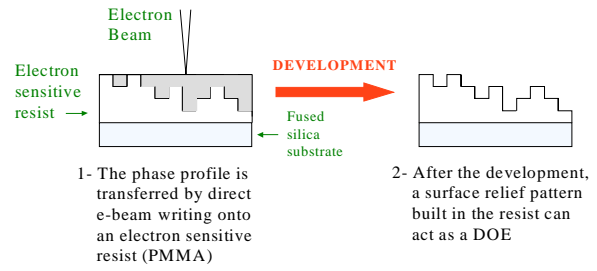 Electron
Beam
Electron
sensitive
resist
DEVELOPMENT
Fused
silica
substrate
1- The phase profile is
transferred by direct
e-beam writing onto
an electron sensitive
resist (PMMA)
2- After the development,
a surface relief pattern
built in the resist can
act as a DOE